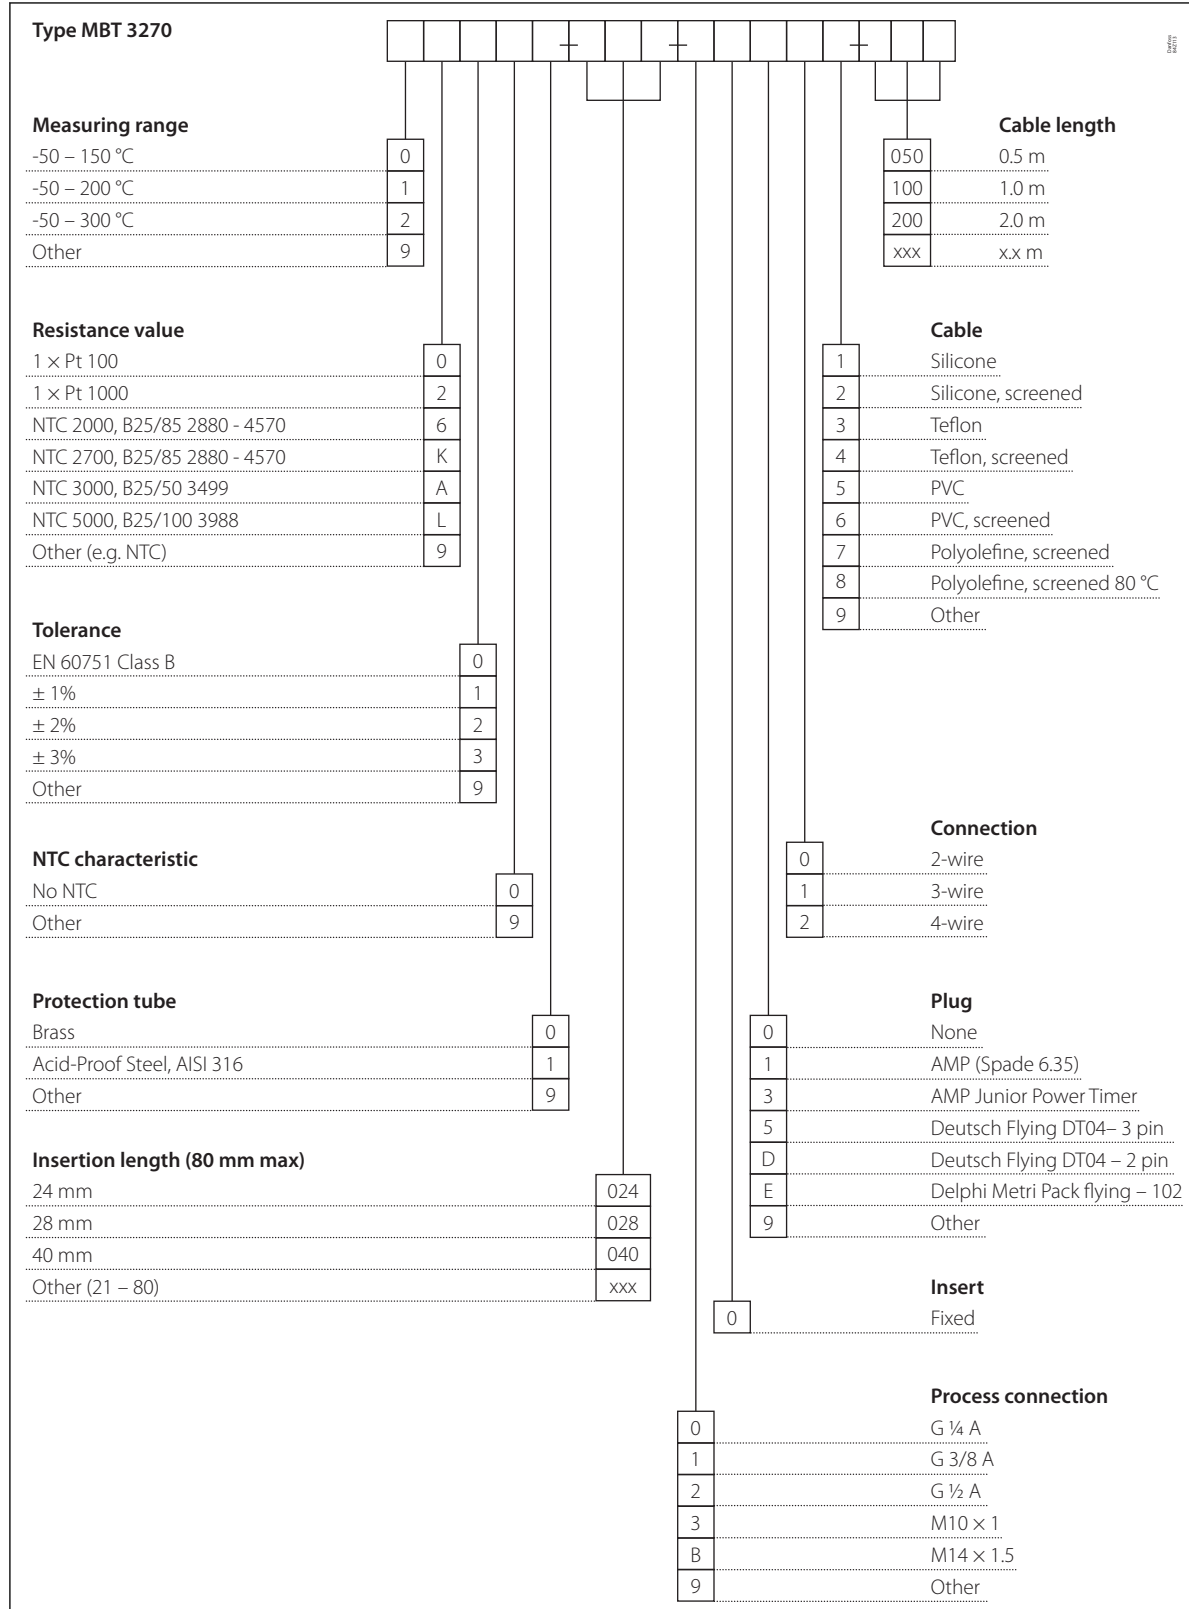 Type MBT 3270
Measuring range
-50 – 150 °C 0
-50 – 200 °C 1
-50 – 300 °C 2
Other 9
Cable length
050 0.5 m
100 1.0 m
200 2.0 m
xxx x.x m
Resistance value
1 × Pt 100 0
1 × Pt 1000 2
NTC 2000, B25/85 2880 - 4570 6
NTC 2700, B25/85 2880 - 4570 K
NTC 3000, B25/50 3499 A
NTC 5000, B25/100 3988 L
Other (e.g. NTC) 9
Cable
1 Silicone
2 Silicone, screened
3 Teflon
4 Teflon, screened
5 PVC
6 PVC, screened
7 Polyolefine, screened
8 Polyolefine, screened 80 °C
9 Other
Tolerance
EN 60751 Class B 0
± 1% 1
± 2% 2
± 3% 3
Other 9
Connection
0 2-wire
1 3-wire
2 4-wire
NTC characteristic
No NTC 0
Other 9
Protection tube
Brass 0
Acid-Proof Steel, AISI 316 1
Other 9
Plug
0 None
1 AMP (Spade 6.35)
3 AMP Junior Power Timer
5 Deutsch Flying DT04– 3 pin
D Deutsch Flying DT04 – 2 pin
E Delphi Metri Pack flying – 102
9 Other
Insertion length (80 mm max)
24 mm 024
28 mm 028
40 mm 040
Other (21 – 80) xxx
Insert
0 Fixed
Process connection
0 G ¼ A
1 G 3/8 A
2 G ½ A
3 M10 × 1
B M14 × 1.5
9 Other